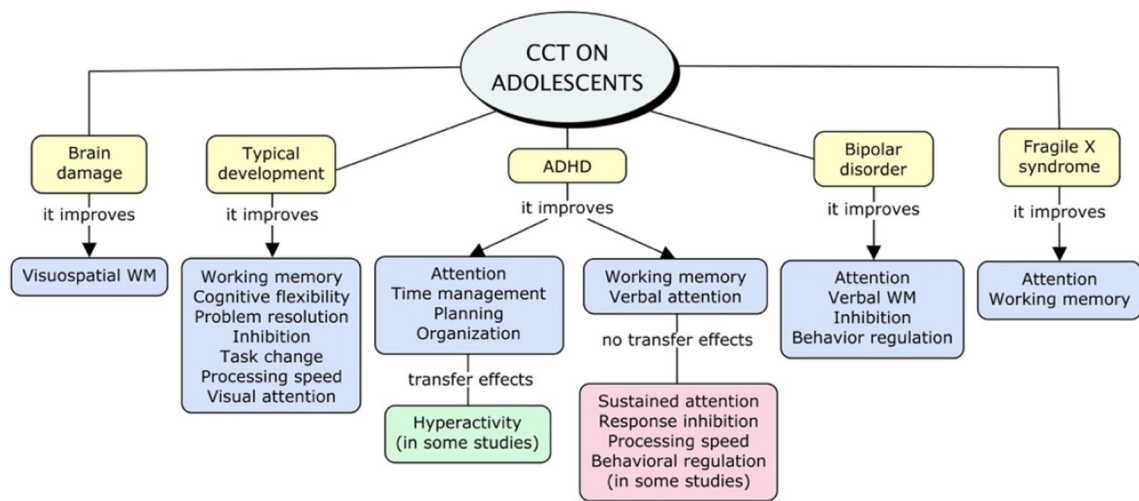 CCT ON
ADOLESCENTS
Brain
damage
it improves
Visuospatial WM
Typical
development
it improves
Working memory
Cognitive flexibility
Problem resolution
Inhibition
Task change
Processing speed
Visual attention
ADHD
it improves
Attention
Time management
Planning
Organization
transfer effects
Hyperactivity
(in some studies)
Working memory
Verbal attention
no transfer effects
Sustained attention
Response inhibition
Processing speed
Behavioral regulation
(in some studies)
Bipolar
disorder
it improves
Attention
Verbal WM
Inhibition
Behavior regulation
Fragile X
syndrome
it improves
Attention
Working memory